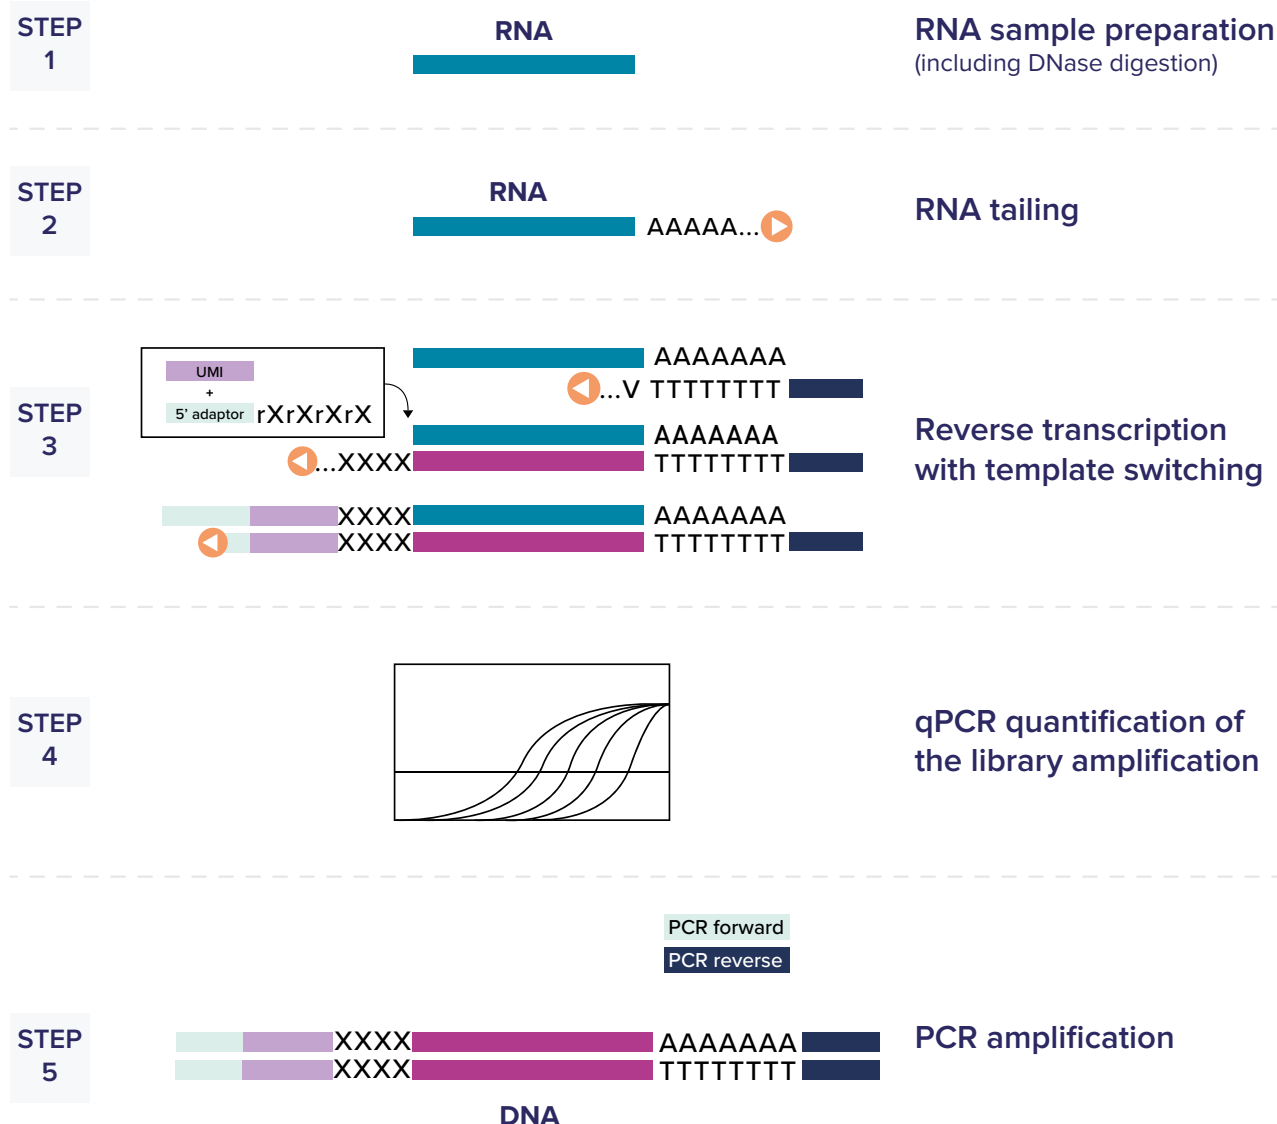 STEP
1
RNA
RNA sample preparation
(including DNase digestion)
STEP
2
RNA
AAAAA...
RNA tailing
STEP
3
UMI
+
5' adaptor rXrXrXrX
AAAAAAA
...V TTTTTTTT
AAAAAAA
...XXXX TTTTTTTT
XXXX AAAAAAA
XXXX TTTTTTTT
Reverse transcription
with template switching
STEP
4
qPCR quantification of
the library amplification
PCR forward
PCR reverse
STEP
5
XXXX AAAAAAA
XXXX TTTTTTTT
PCR amplification
DNA